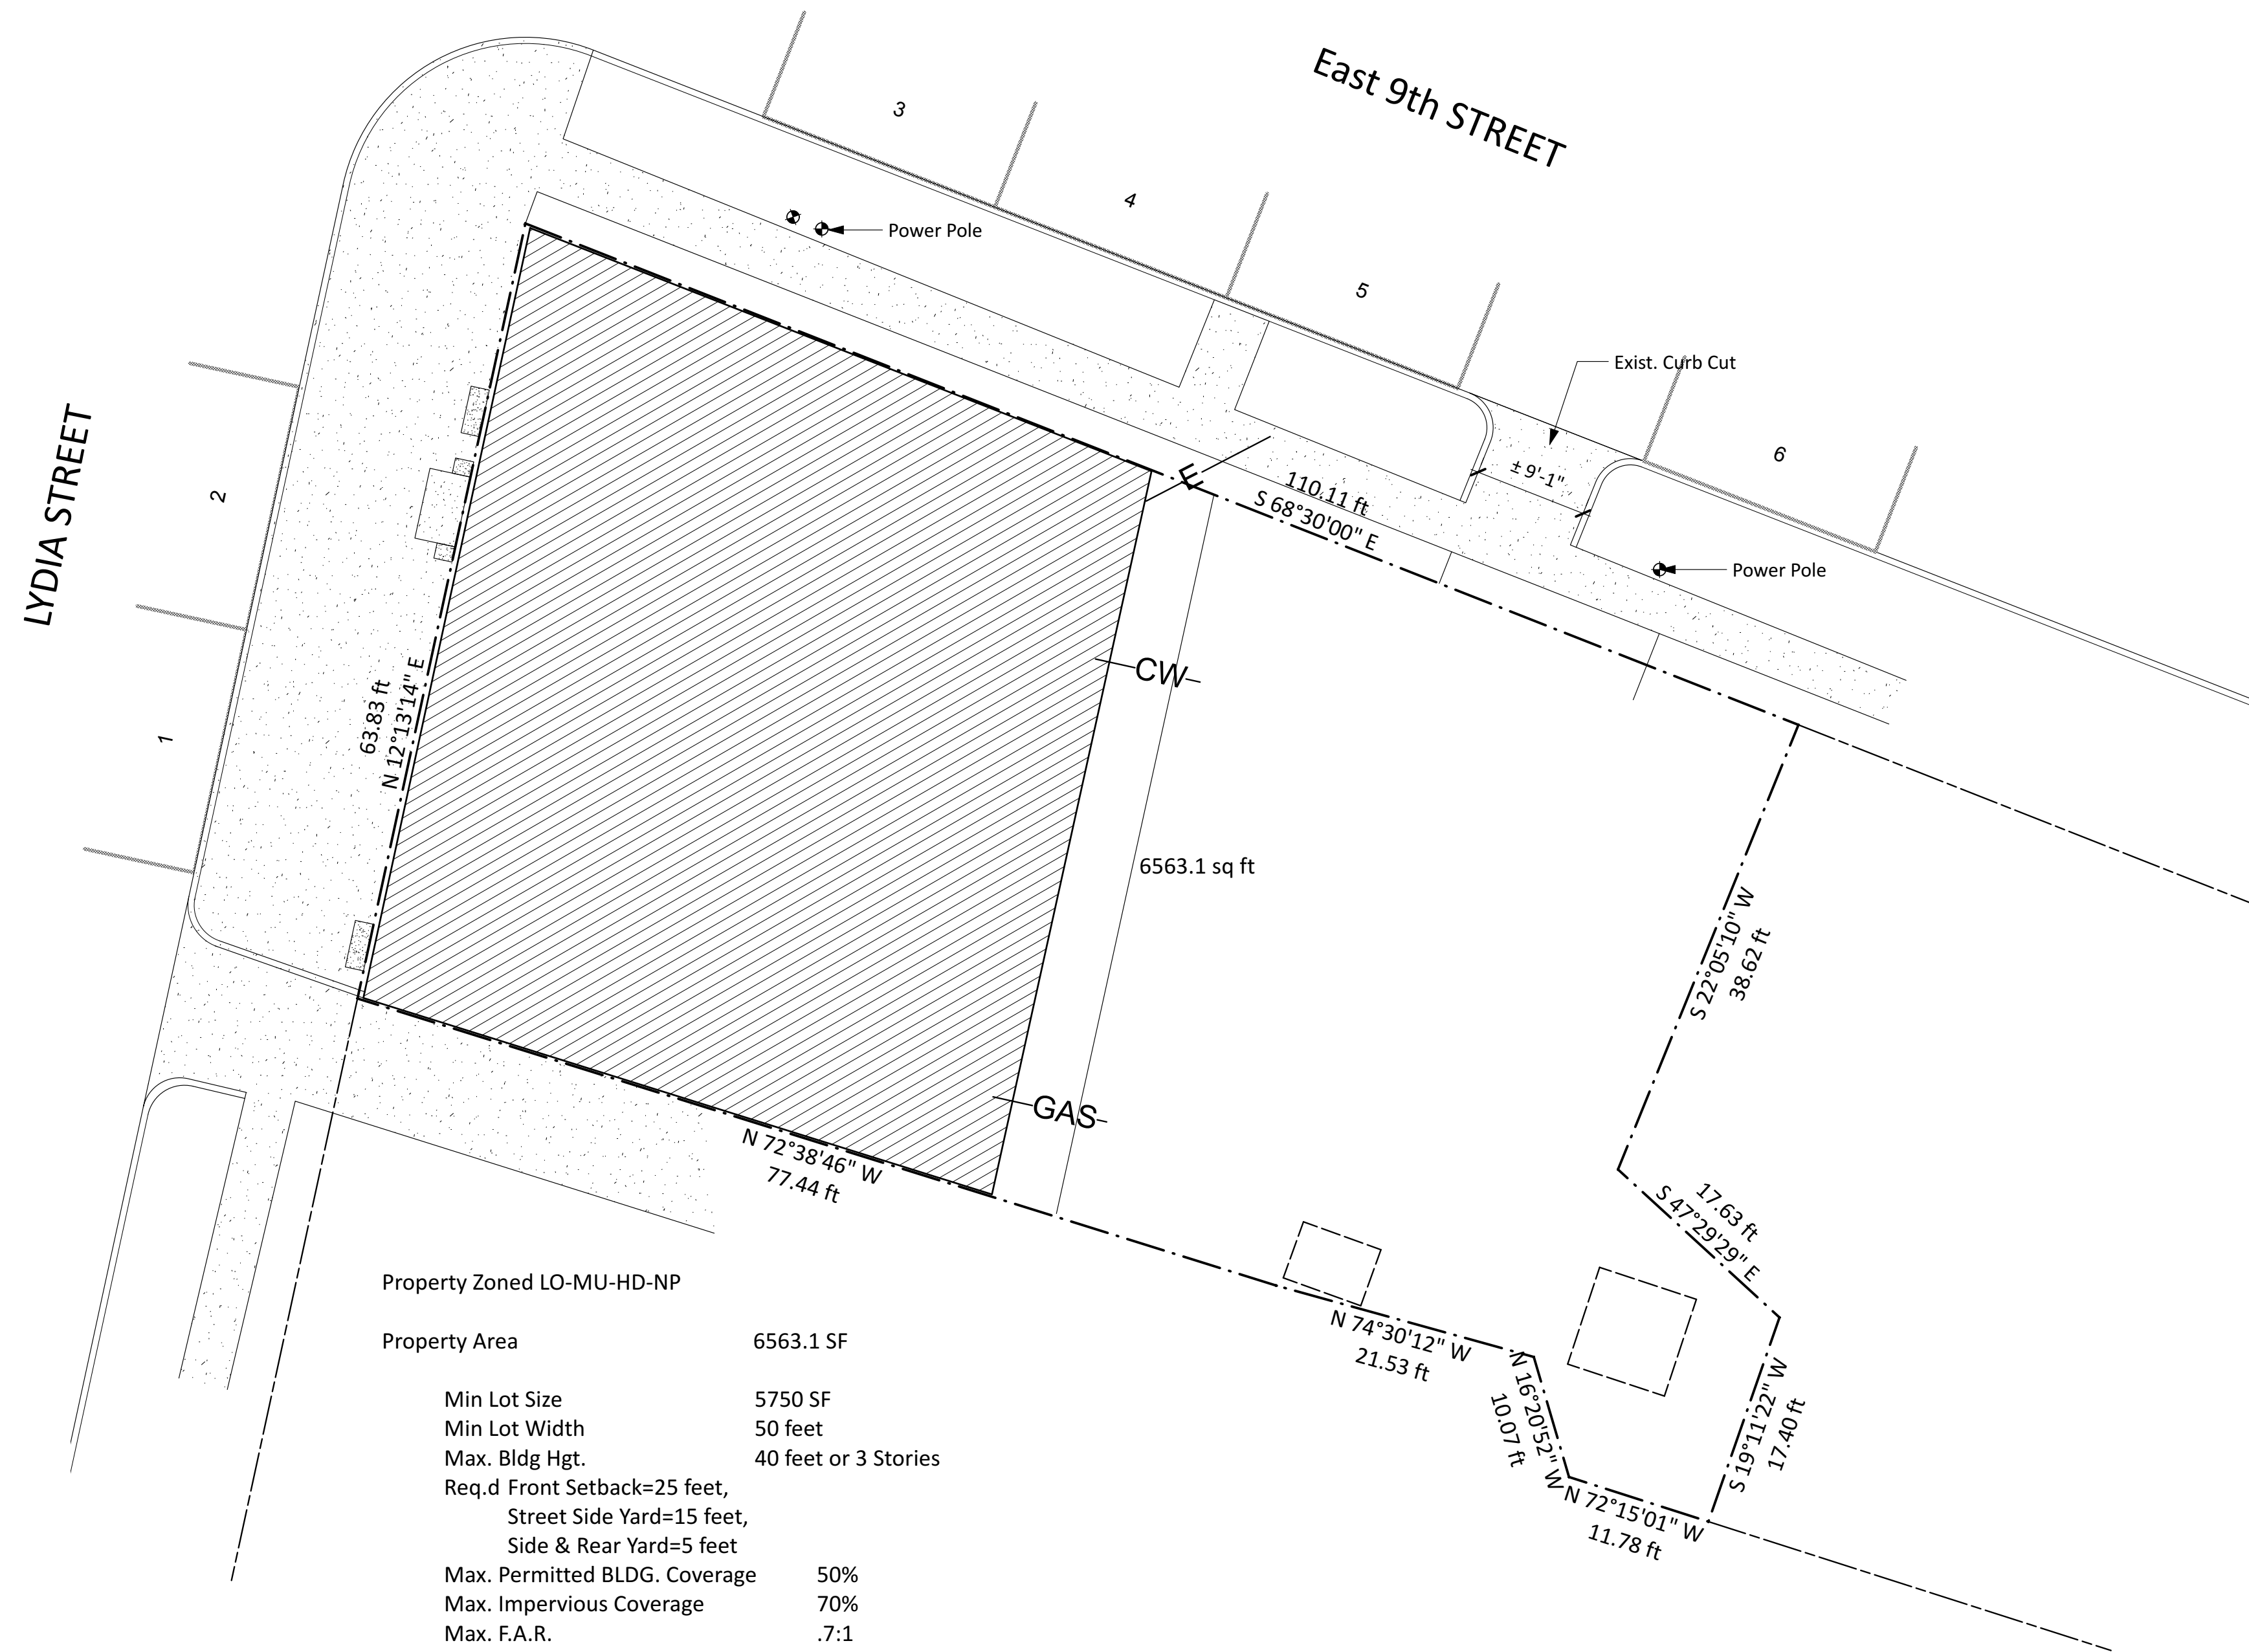 East 9th STREET
3
4
Power Pole
5
Exist. Curb Cut
LYDIA STREET
2
6
E
110.11 ft
S 68°30'00" E
± 9'-1"
Power Pole
63.83 ft
N 12°13'14" E
CW
1
6563.1 sq ft
S 22°05'10" W
38.62 ft
GAS
N 72°38'46" W
77.44 ft
17.63 ft
S 47°29'29" E
N 74°30'12" W
21.53 ft
N 16°20'52" W
10.07 ft
S 19°11'22" W
17.40 ft
N 72°15'01" W
11.78 ft
Property Zoned LO-MU-HD-NP
Property Area 6563.1 SF
Min Lot Size 5750 SF
Min Lot Width 50 feet
Max. Bldg Hgt. 40 feet or 3 Stories
Req.d Front Setback=25 feet,
Street Side Yard=15 feet,
Side & Rear Yard=5 feet
Max. Permitted BLDG. Coverage 50%
Max. Impervious Coverage 70%
Max. F.A.R. .7:1